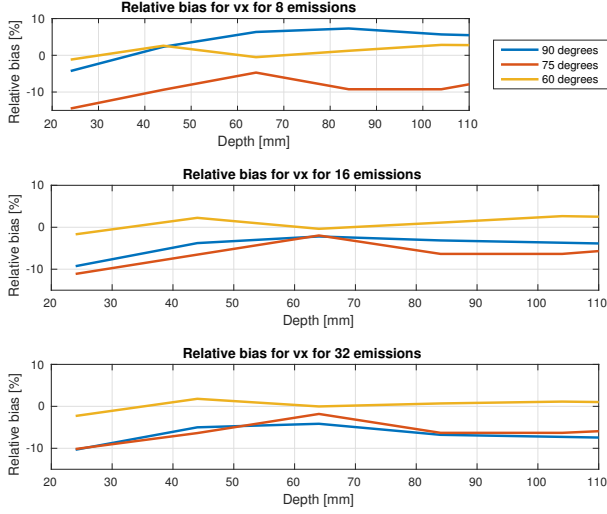 Relative bias for vx for 8 emissions
Relative bias [%]
10
0
-10
20 30 40 50 60 70 80 90 100 110
Depth [mm]
90 degrees
75 degrees
60 degrees
Relative bias for vx for 16 emissions
Relative bias [%]
10
0
-10
20 30 40 50 60 70 80 90 100 110
Depth [mm]
Relative bias for vx for 32 emissions
Relative bias [%]
10
0
-10
20 30 40 50 60 70 80 90 100 110
Depth [mm]